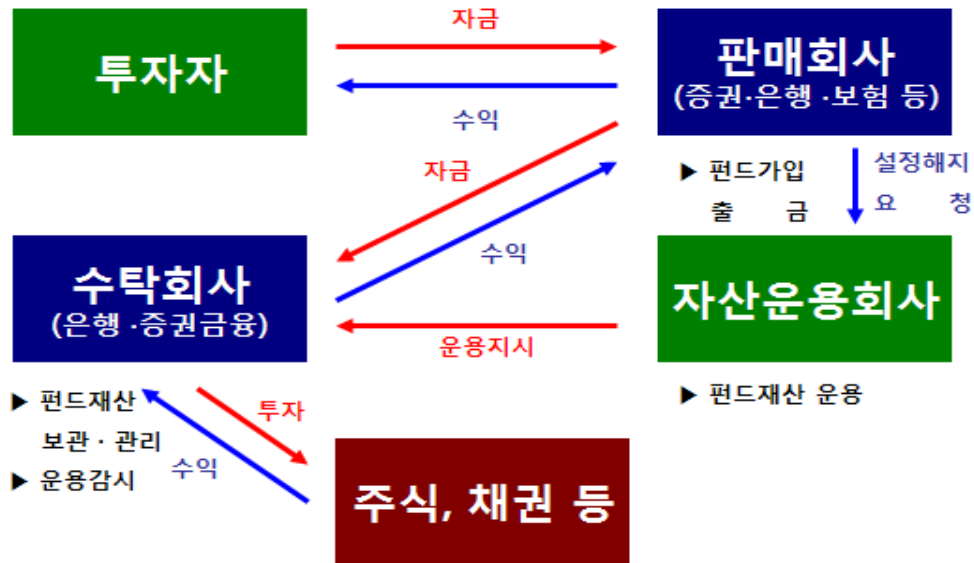 자금
투자자
판매회사
(증권·은행 ·보험 등)
수익
자금
▶ 펀드가입
출 금
설정해지
요 청
수익
수탁회사
(은행 ·증권금융)
자산운용회사
운용지시
▶ 펀드재산
보관 · 관리
▶ 운용감시
투자
수익
▶ 펀드재산 운용
주식, 채권 등